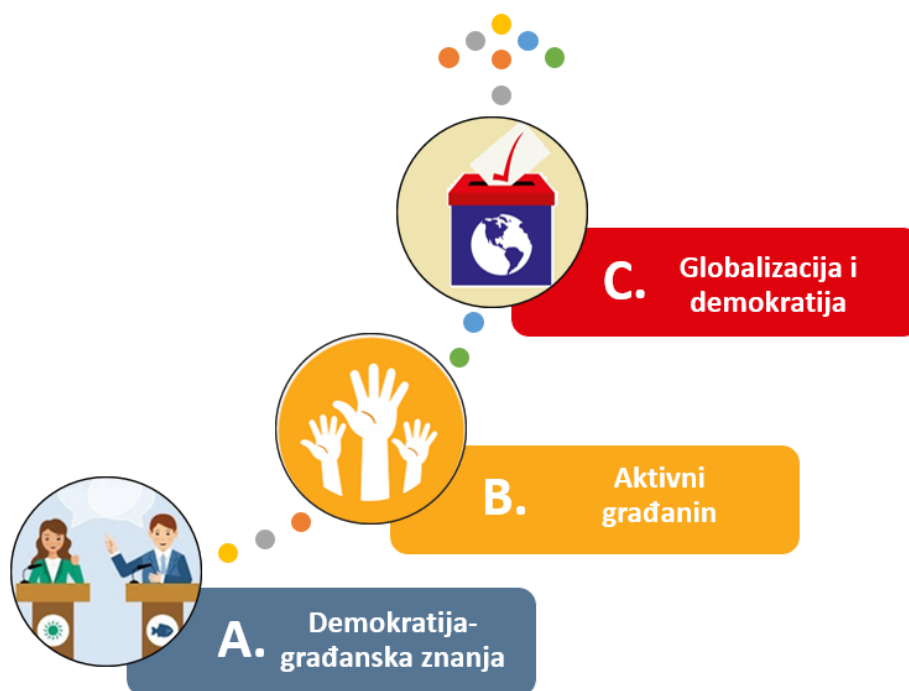 C. Globalizacija i
demokratija
B. Aktivni
građanin
A. Demokratija-
građanska znanja